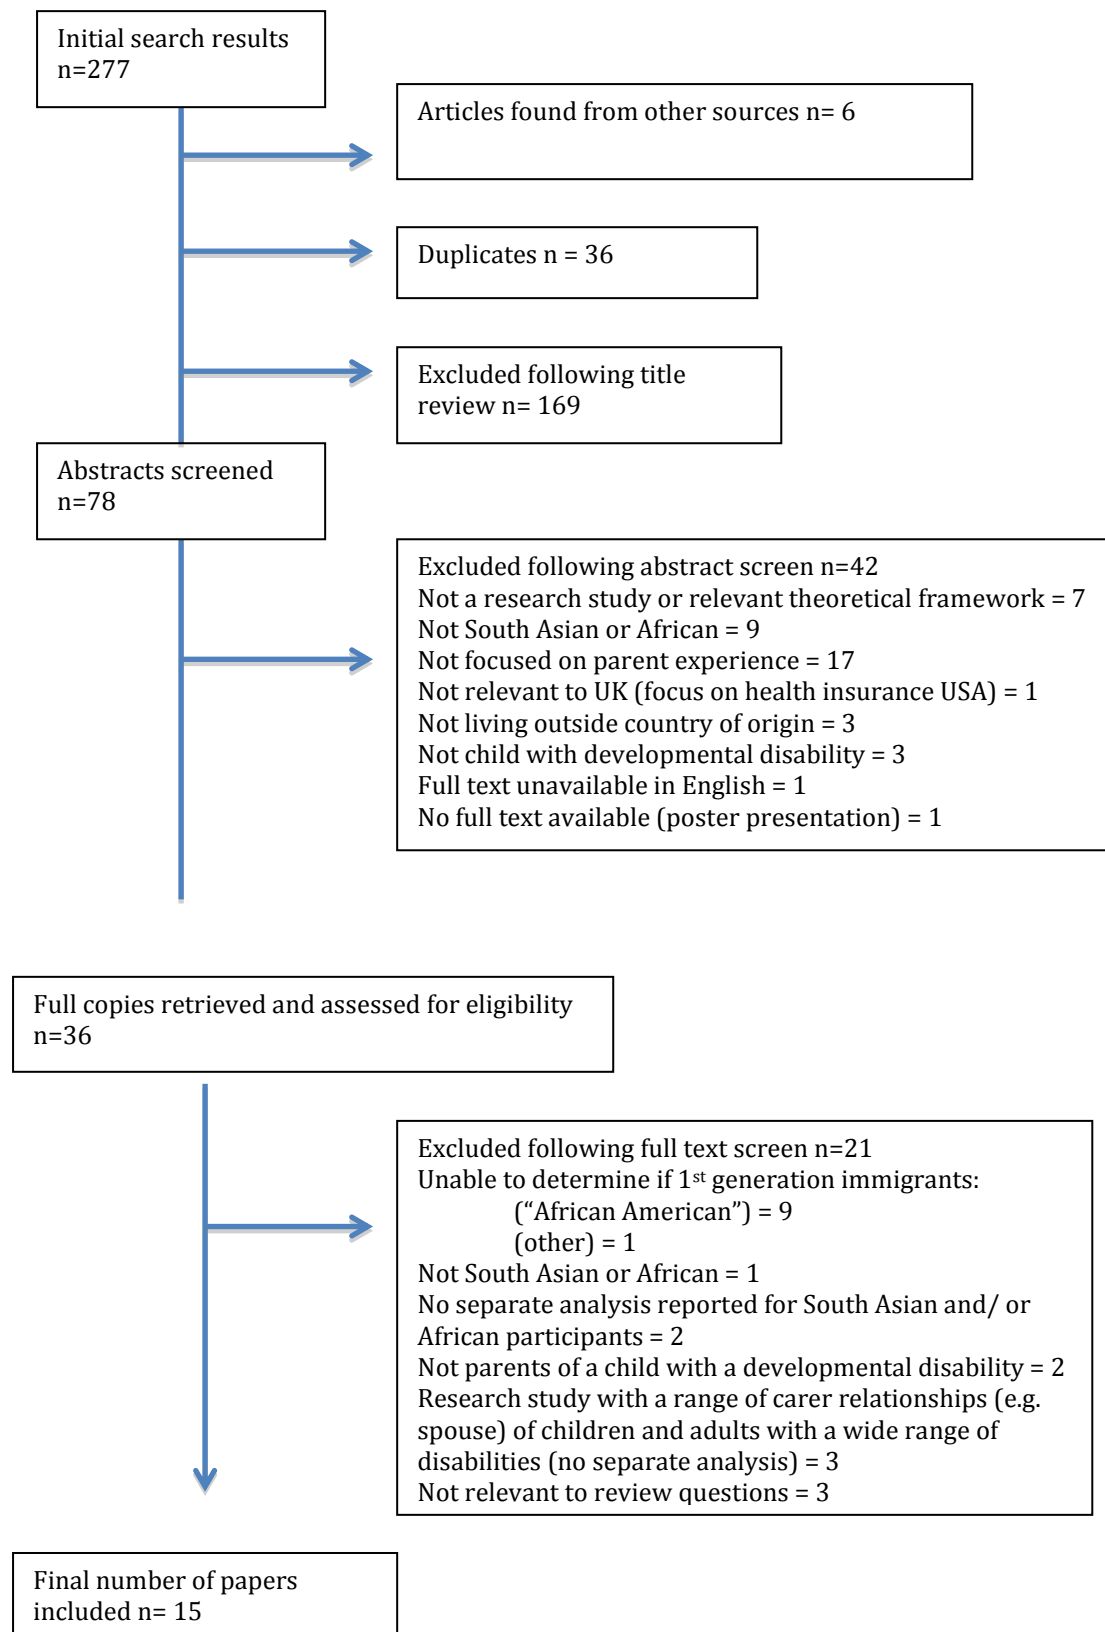 Initial search results
n=277
Articles found from other sources n= 6
Duplicates n = 36
Excluded following title
review n= 169
Abstracts screened
n=78
Excluded following abstract screen n=42
Not a research study or relevant theoretical framework = 7
Not South Asian or African = 9
Not focused on parent experience = 17
Not relevant to UK (focus on health insurance USA) = 1
Not living outside country of origin = 3
Not child with developmental disability = 3
Full text unavailable in English = 1
No full text available (poster presentation) = 1
Full copies retrieved and assessed for eligibility
n=36
Excluded following full text screen n=21
Unable to determine if 1st generation immigrants:
(“African American”) = 9
(other) = 1
Not South Asian or African = 1
No separate analysis reported for South Asian and/ or
African participants = 2
Not parents of a child with a developmental disability = 2
Research study with a range of carer relationships (e.g.
spouse) of children and adults with a wide range of
disabilities (no separate analysis) = 3
Not relevant to review questions = 3
Final number of papers
included n= 15